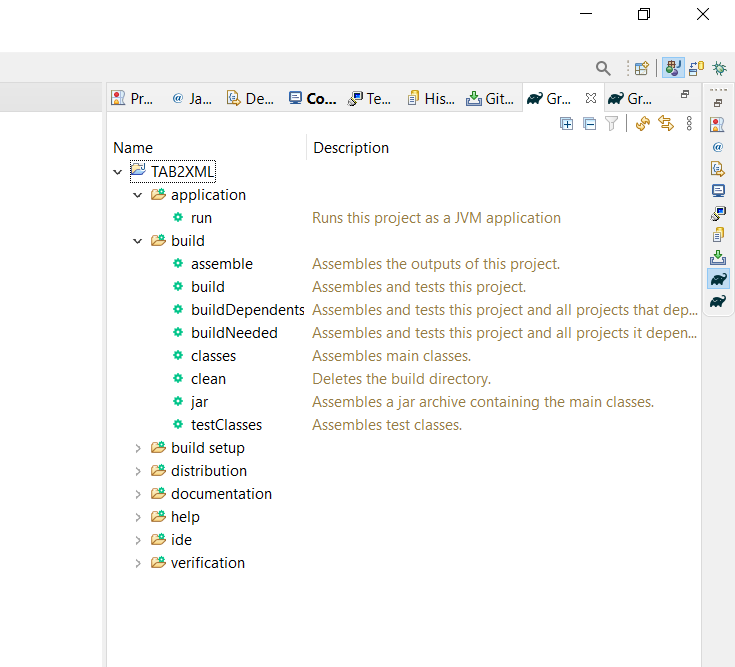 Pr... @ Ja... De... Co... Te... His... Git... Gr... Gr...
Name Description
TAB2XML
application
run Runs this project as a JVM application
build
assemble Assembles the outputs of this project.
build Assembles and tests this project.
buildDependents Assembles and tests this project and all projects that dep...
buildNeeded Assembles and tests this project and all projects it depen...
classes Assembles main classes.
clean Deletes the build directory.
jar Assembles a jar archive containing the main classes.
testClasses Assembles test classes.
build setup
distribution
documentation
help
ide
verification